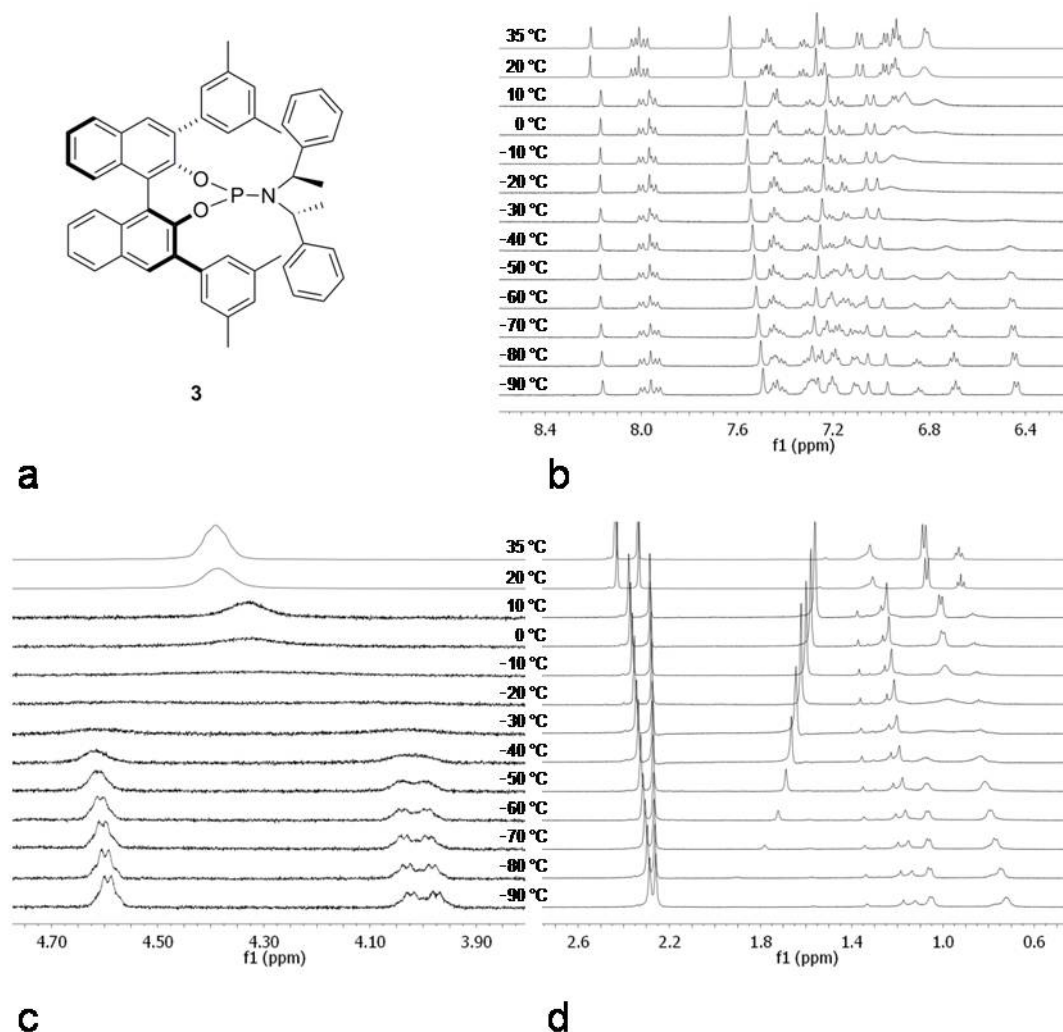 O
O
P
N
3
a
35 °C
20 °C
10 °C
0 °C
-10 °C
-20 °C
-30 °C
-40 °C
-50 °C
-60 °C
-70 °C
-80 °C
-90 °C
8.4 8.0 7.6 7.2 6.8 6.4
f1 (ppm)
b
35 °C
20 °C
10 °C
0 °C
-10 °C
-20 °C
-30 °C
-40 °C
-50 °C
-60 °C
-70 °C
-80 °C
-90 °C
4.70 4.50 4.30 4.10 3.90
f1 (ppm)
c
2.6 2.2 1.8 1.4 1.0 0.6
f1 (ppm)
d